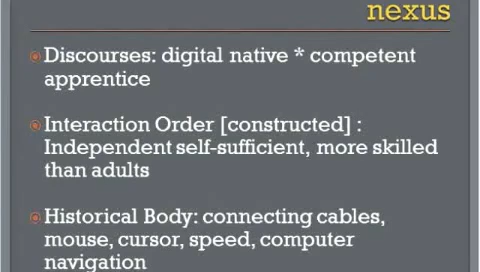 nexus
Discourses: digital native * competent
apprentice
Interaction Order [constructed] :
Independent self-sufficient, more skilled
than adults
Historical Body: connecting cables,
mouse, cursor, speed, computer
navigation